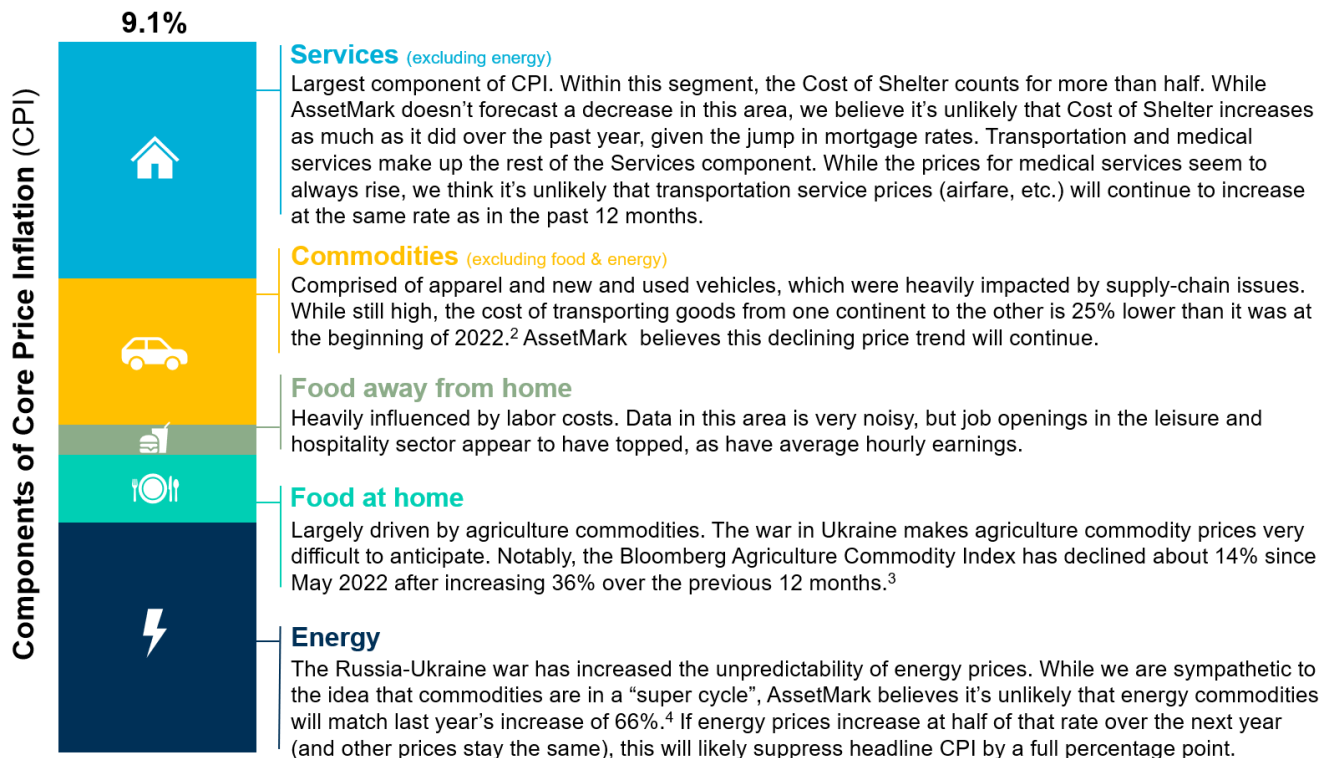 9.1%
Components of Core Price Inflation (CPI)
Services (excluding energy)
Largest component of CPI. Within this segment, the Cost of Shelter counts for more than half. While
AssetMark doesn’t forecast a decrease in this area, we believe it’s unlikely that Cost of Shelter increases
as much as it did over the past year, given the jump in mortgage rates. Transportation and medical
services make up the rest of the Services component. While the prices for medical services seem to
always rise, we think it’s unlikely that transportation service prices (airfare, etc.) will continue to increase
at the same rate as in the past 12 months.
Commodities (excluding food & energy)
Comprised of apparel and new and used vehicles, which were heavily impacted by supply-chain issues.
While still high, the cost of transporting goods from one continent to the other is 25% lower than it was at
the beginning of 2022.² AssetMark believes this declining price trend will continue.
Food away from home
Heavily influenced by labor costs. Data in this area is very noisy, but job openings in the leisure and
hospitality sector appear to have topped, as have average hourly earnings.
Food at home
Largely driven by agriculture commodities. The war in Ukraine makes agriculture commodity prices very
difficult to anticipate. Notably, the Bloomberg Agriculture Commodity Index has declined about 14% since
May 2022 after increasing 36% over the previous 12 months.³
Energy
The Russia-Ukraine war has increased the unpredictability of energy prices. While we are sympathetic to
the idea that commodities are in a “super cycle”, AssetMark believes it’s unlikely that energy commodities
will match last year’s increase of 66%.⁴ If energy prices increase at half of that rate over the next year
(and other prices stay the same), this will likely suppress headline CPI by a full percentage point.